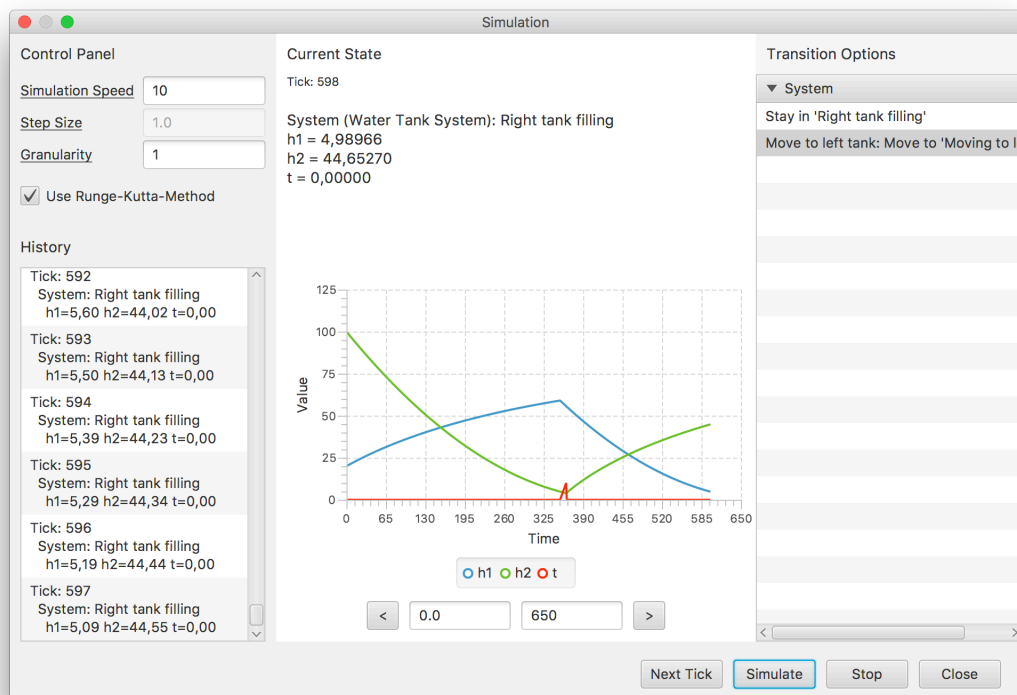 Simulation
Control Panel
Simulation Speed 10
Step Size 1.0
Granularity 1
Use Runge-Kutta-Method
History
Tick: 592
System: Right tank filling
h1=5,60 h2=44,02 t=0,00
Tick: 593
System: Right tank filling
h1=5,50 h2=44,13 t=0,00
Tick: 594
System: Right tank filling
h1=5,39 h2=44,23 t=0,00
Tick: 595
System: Right tank filling
h1=5,29 h2=44,34 t=0,00
Tick: 596
System: Right tank filling
h1=5,19 h2=44,44 t=0,00
Tick: 597
System: Right tank filling
h1=5,09 h2=44,55 t=0,00
Current State
Tick: 598
System (Water Tank System): Right tank filling
h1 = 4,98966
h2 = 44,65270
t = 0,00000
125
100
75
50
25
0
Value
0 65 130 195 260 325 390 455 520 585 650
Time
h1 h2 t
< 0.0 650 >
Transition Options
System
Stay in 'Right tank filling'
Move to left tank: Move to 'Moving to l
Next Tick Simulate Stop Close